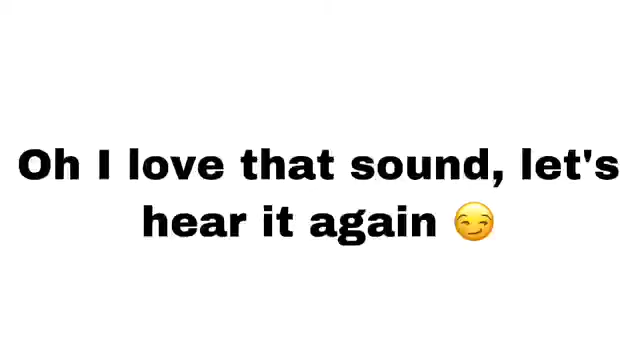 Oh I love that sound, let's
hear it again 😏